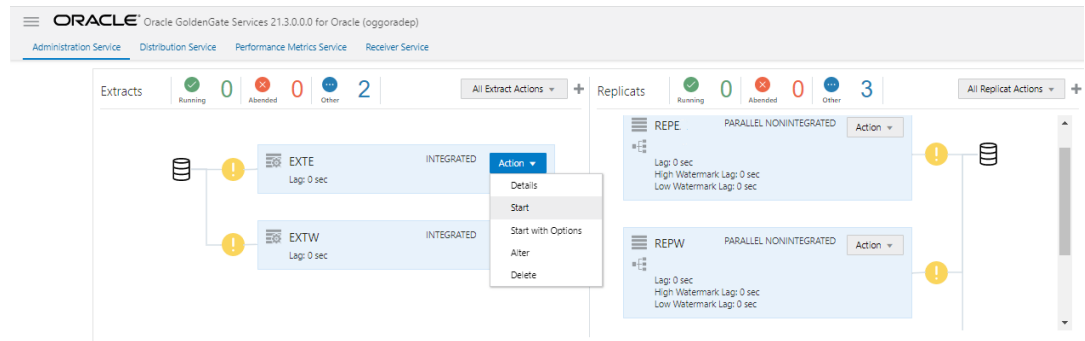 ORACLE Oracle GoldenGate Services 21.3.0.0.0 for Oracle (oggoradep)
Administration Service Distribution Service Performance Metrics Service Receiver Service
Extracts Running 0 Abended 0 Other 2 All Extract Actions
EXTE INTEGRATED Action
Lag: 0 sec
Details
Start
Start with Options
Alter
Delete
EXTW INTEGRATED
Lag: 0 sec
Replicats Running 0 Abended 0 Other 3 All Replicat Actions
REPE. PARALLEL NONINTEGRATED Action
Lag: 0 sec
High Watermark Lag: 0 sec
Low Watermark Lag: 0 sec
REPW PARALLEL NONINTEGRATED Action
Lag: 0 sec
High Watermark Lag: 0 sec
Low Watermark Lag: 0 sec